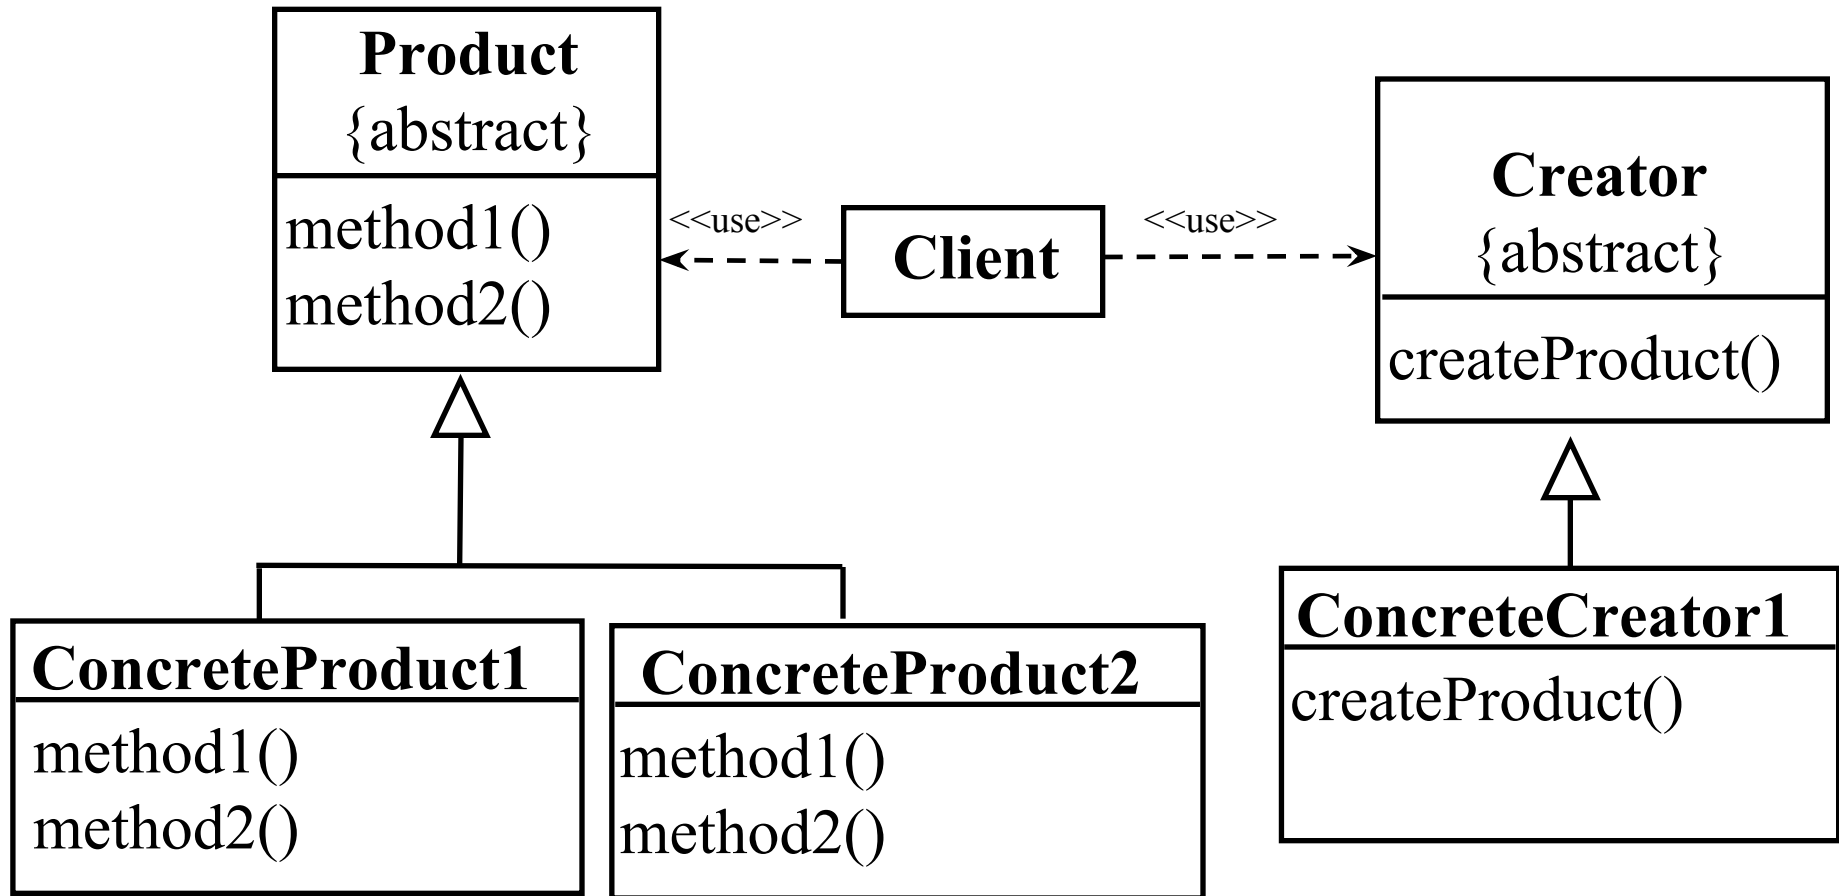 Product
{abstract}
method1()
method2()
<<use>>
Client
<<use>>
Creator
{abstract}
createProduct()
ConcreteProduct1
method1()
method2()
ConcreteProduct2
method1()
method2()
ConcreteCreator1
createProduct()